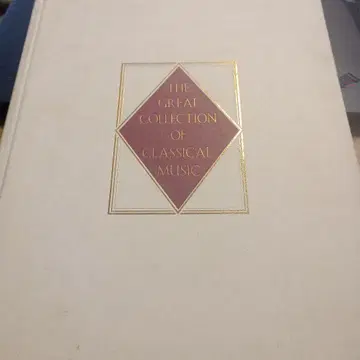 THE
GREAT
COLLECTION
OF
CLASSICAL
MUSIC